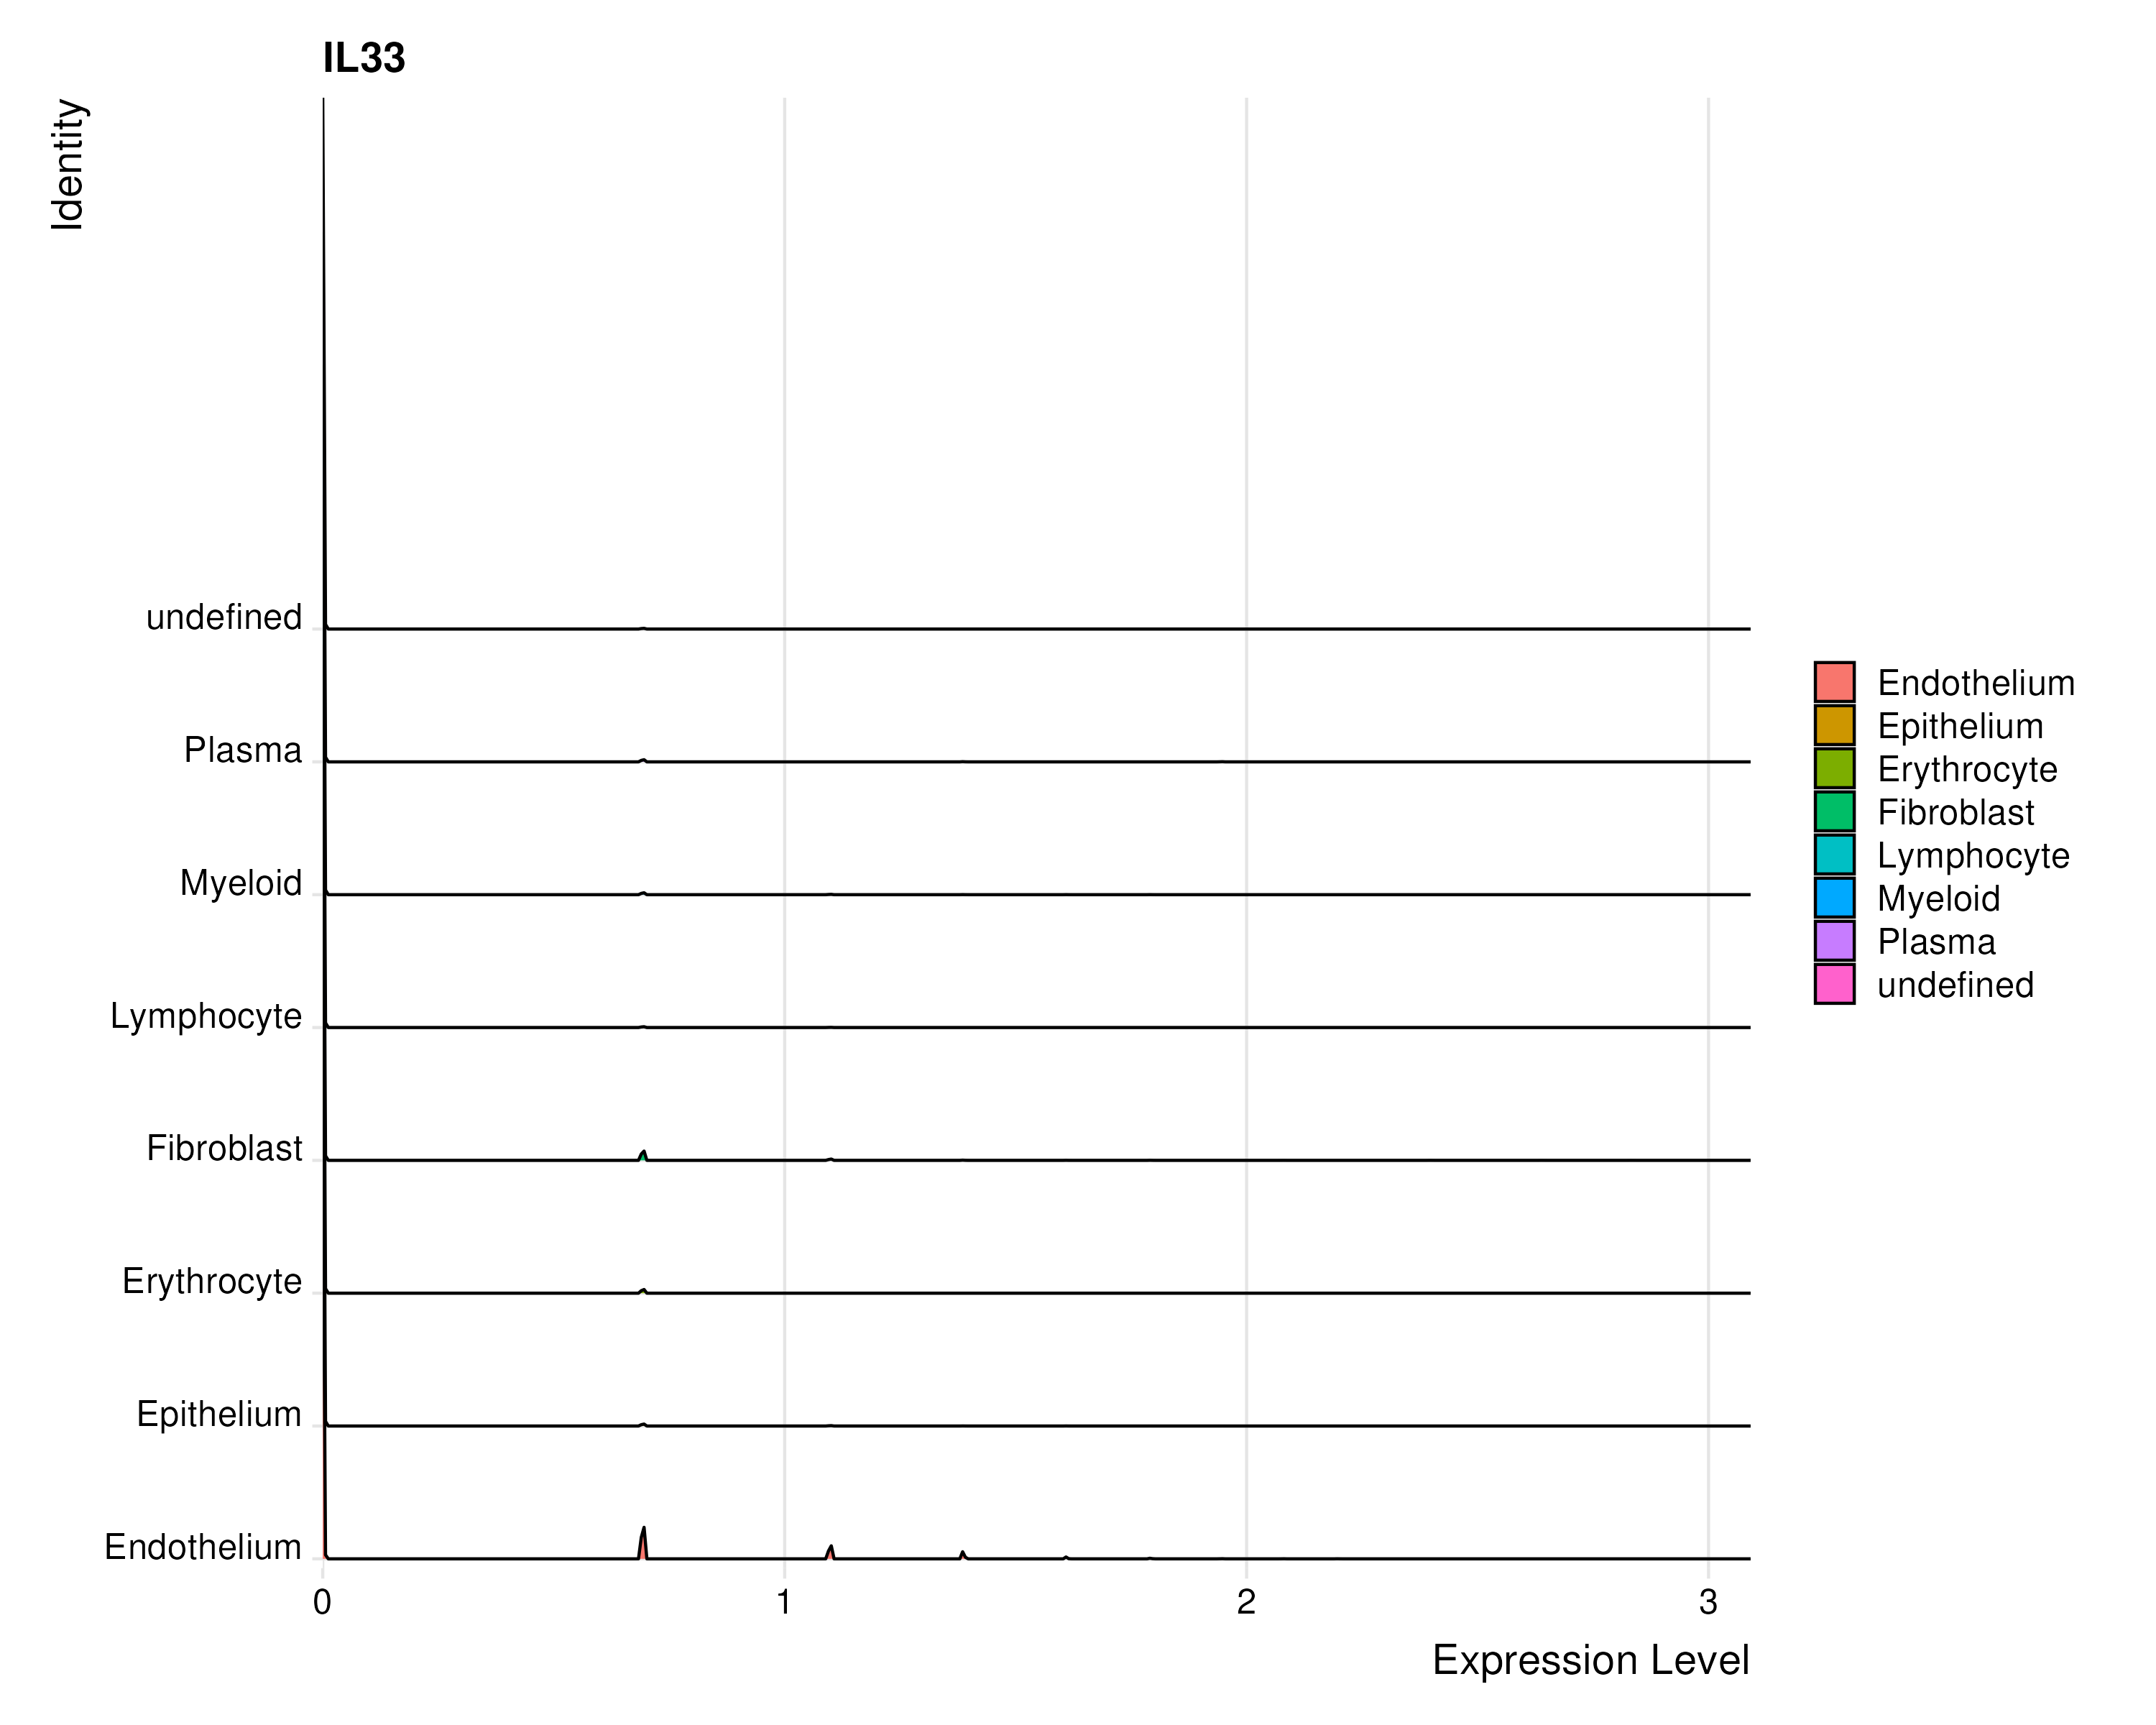 IL33
Identity
undefined
Plasma
Myeloid
Lymphocyte
Fibroblast
Erythrocyte
Epithelium
Endothelium
0 1 2 3
Expression Level
Endothelium
Epithelium
Erythrocyte
Fibroblast
Lymphocyte
Myeloid
Plasma
undefined